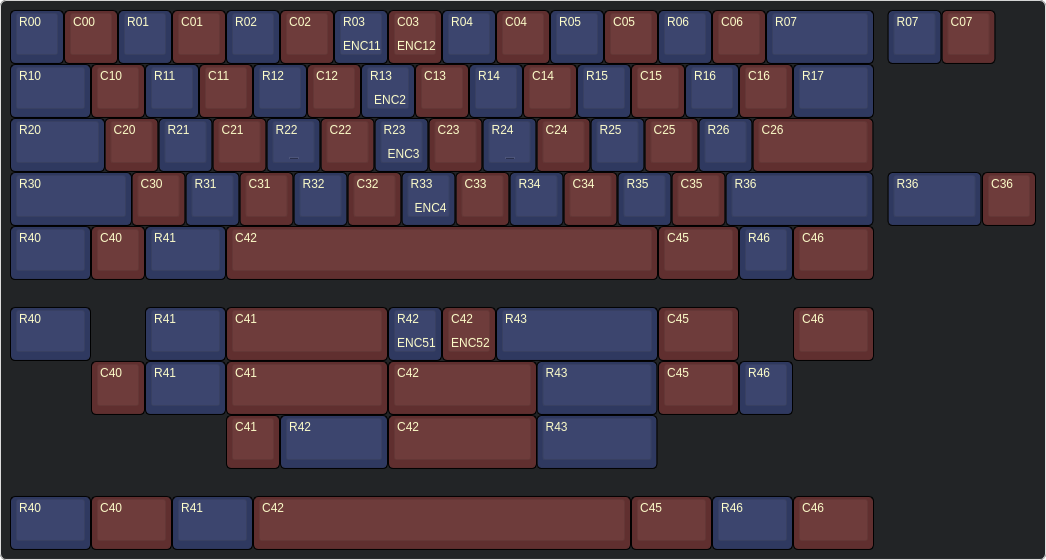 R00 C00 R01 C01 R02 C02 R03 C03 R04 C04 R05 C05 R06 C06 R07 R07 C07
ENC11 ENC12
R10 C10 R11 C11 R12 C12 R13 C13 R14 C14 R15 C15 R16 C16 R17
ENC2
R20 C20 R21 C21 R22 C22 R23 C23 R24 C24 R25 C25 R26 C26
_ ENC3 _
R30 C30 R31 C31 R32 C32 R33 C33 R34 C34 R35 C35 R36 R36 C36
ENC4
R40 C40 R41 C42 C45 R46 C46
R40 R41 C41 R42 C42 R43 C45 C46
ENC51 ENC52
C40 R41 C41 C42 R43 C45 R46
C41 R42 C42 R43
R40 C40 R41 C42 C45 R46 C46